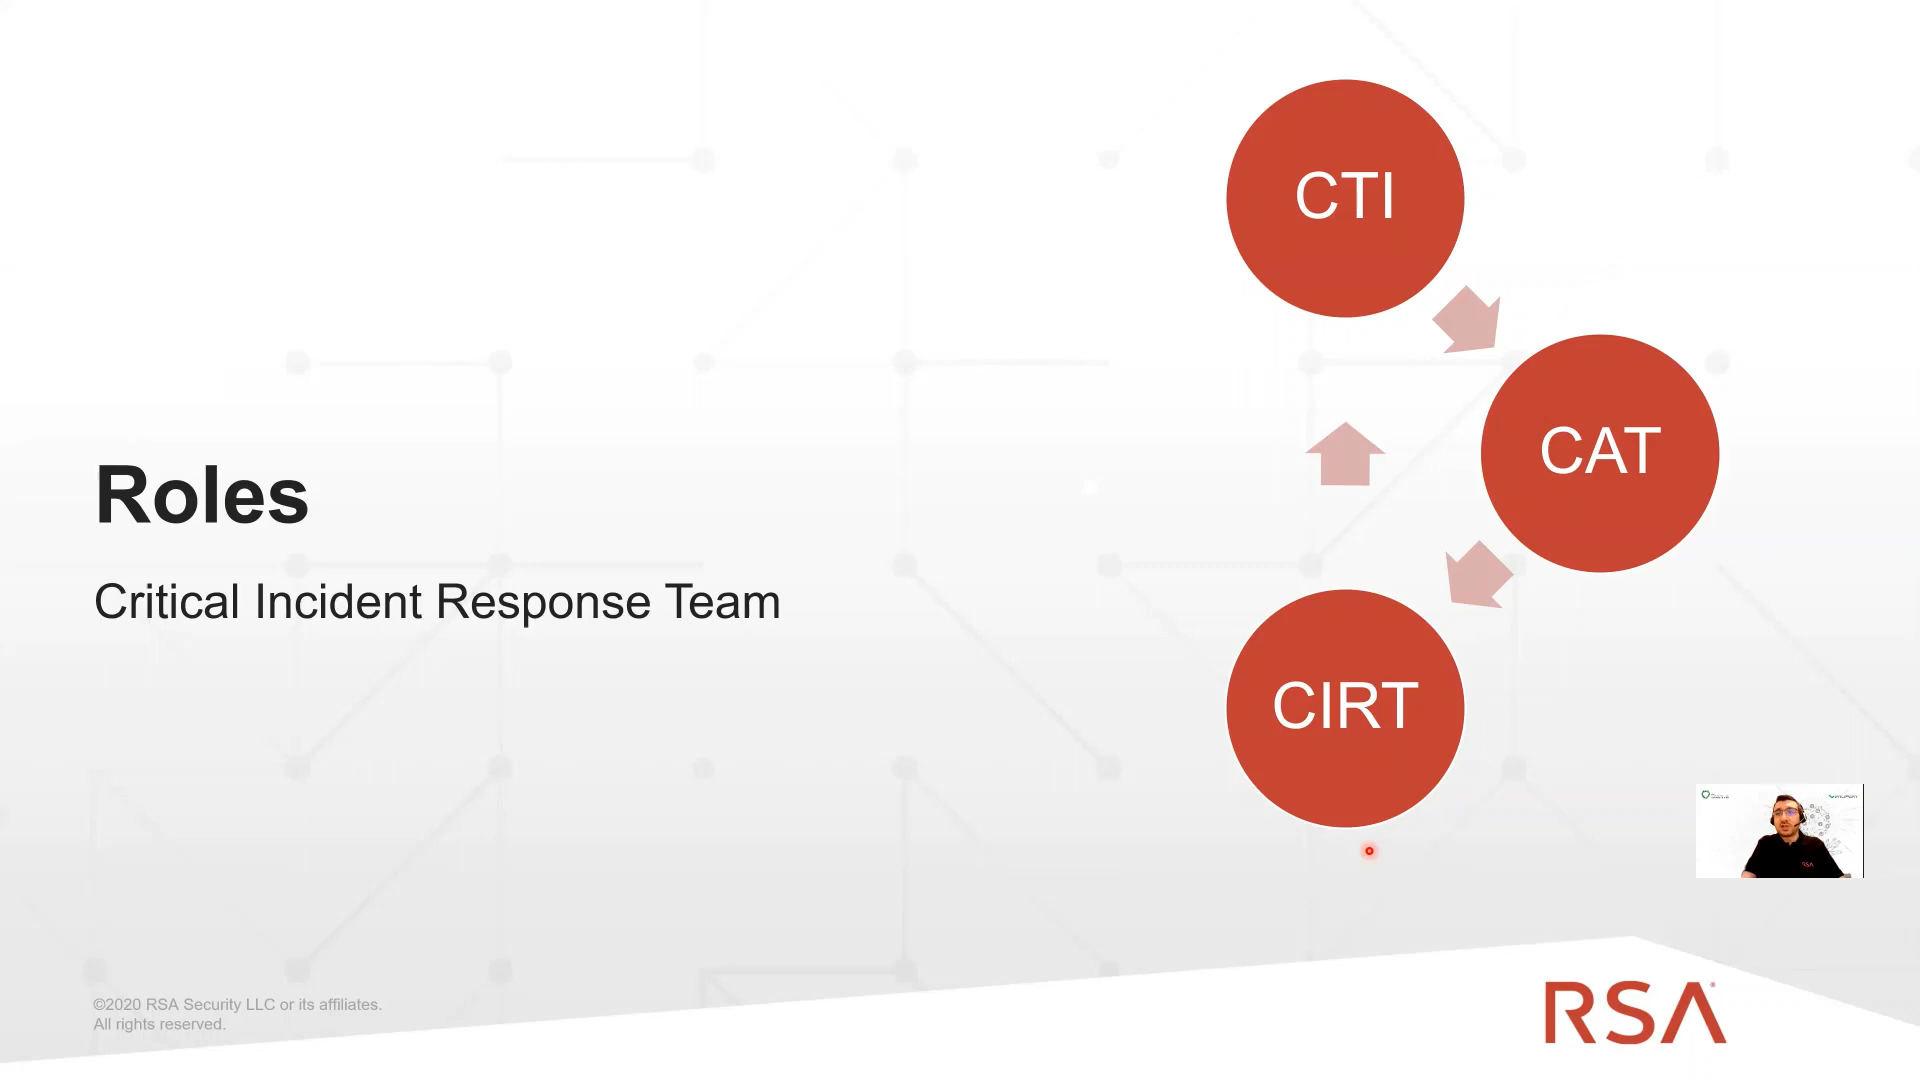 CTI
CAT
Roles
Critical Incident Response Team
CIRT
RSA
©2020 RSA Security LLC or its affiliates.
All rights reserved.
RSA